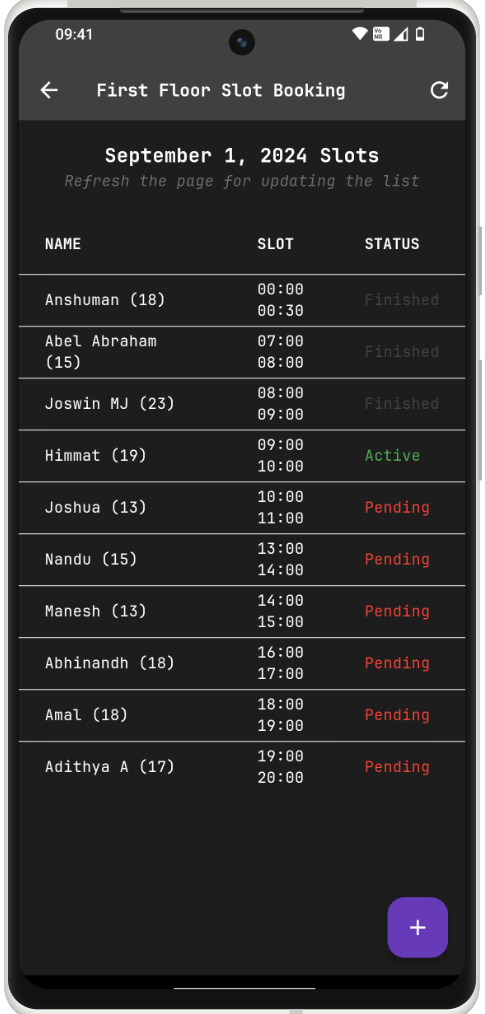 09:41
Vo
NR
First Floor Slot Booking
September 1, 2024 Slots
Refresh the page for updating the list
NAME SLOT STATUS
Anshuman (18) 00:00 Finished
00:30
Abel Abraham 07:00 Finished
(15) 08:00
Joswin MJ (23) 08:00 Finished
09:00
Himmat (19) 09:00 Active
10:00
Joshua (13) 10:00 Pending
11:00
Nandu (15) 13:00 Pending
14:00
Manesh (13) 14:00 Pending
15:00
Abhinandh (18) 16:00 Pending
17:00
Amal (18) 18:00 Pending
19:00
Adithya A (17) 19:00 Pending
20:00
+